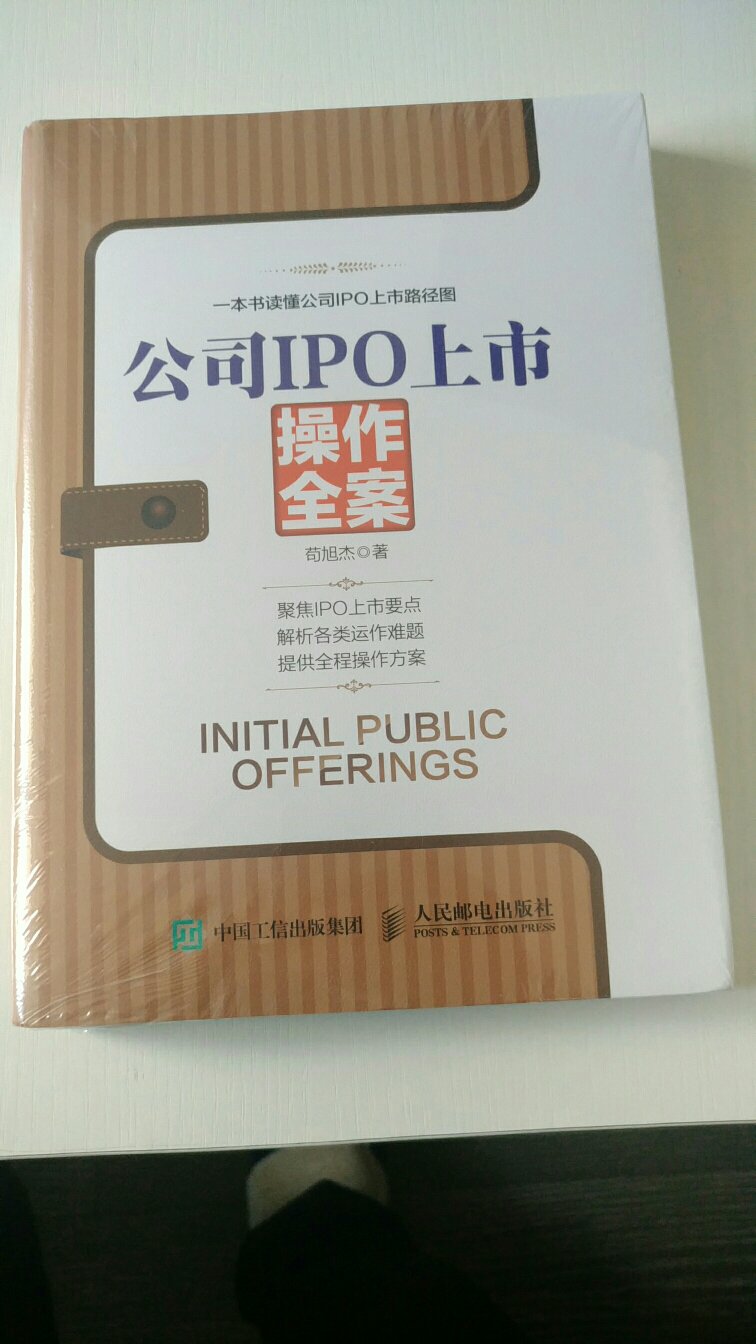 一本书读懂公司IPO上市路径图
公司IPO上市
操作
全案
苟旭杰◎著
聚焦IPO上市要点
解析各类运作难题
提供全程操作方案
INITIAL PUBLIC
OFFERINGS
中国工信出版集团
人民邮电出版社
POSTS & TELECOM PRESS